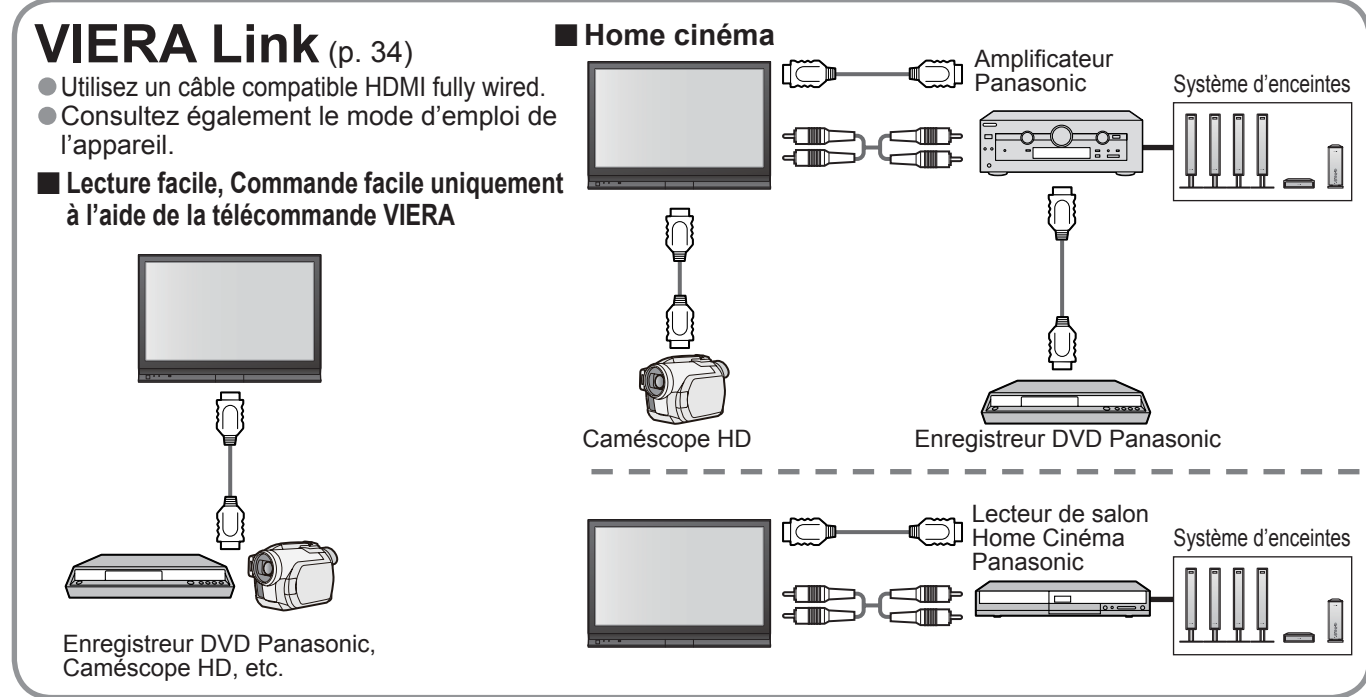 VIERA Link (p. 34)
● Utilisez un câble compatible HDMI fully wired.
● Consultez également le mode d'emploi de
l'appareil.
■ Lecture facile, Commande facile uniquement
à l'aide de la télécommande VIERA
Enregistreur DVD Panasonic,
Caméscope HD, etc.
■ Home cinéma
Amplificateur
Panasonic
Système d'enceintes
Caméscope HD
Enregistreur DVD Panasonic
Lecteur de salon
Home Cinéma
Panasonic
Système d'enceintes